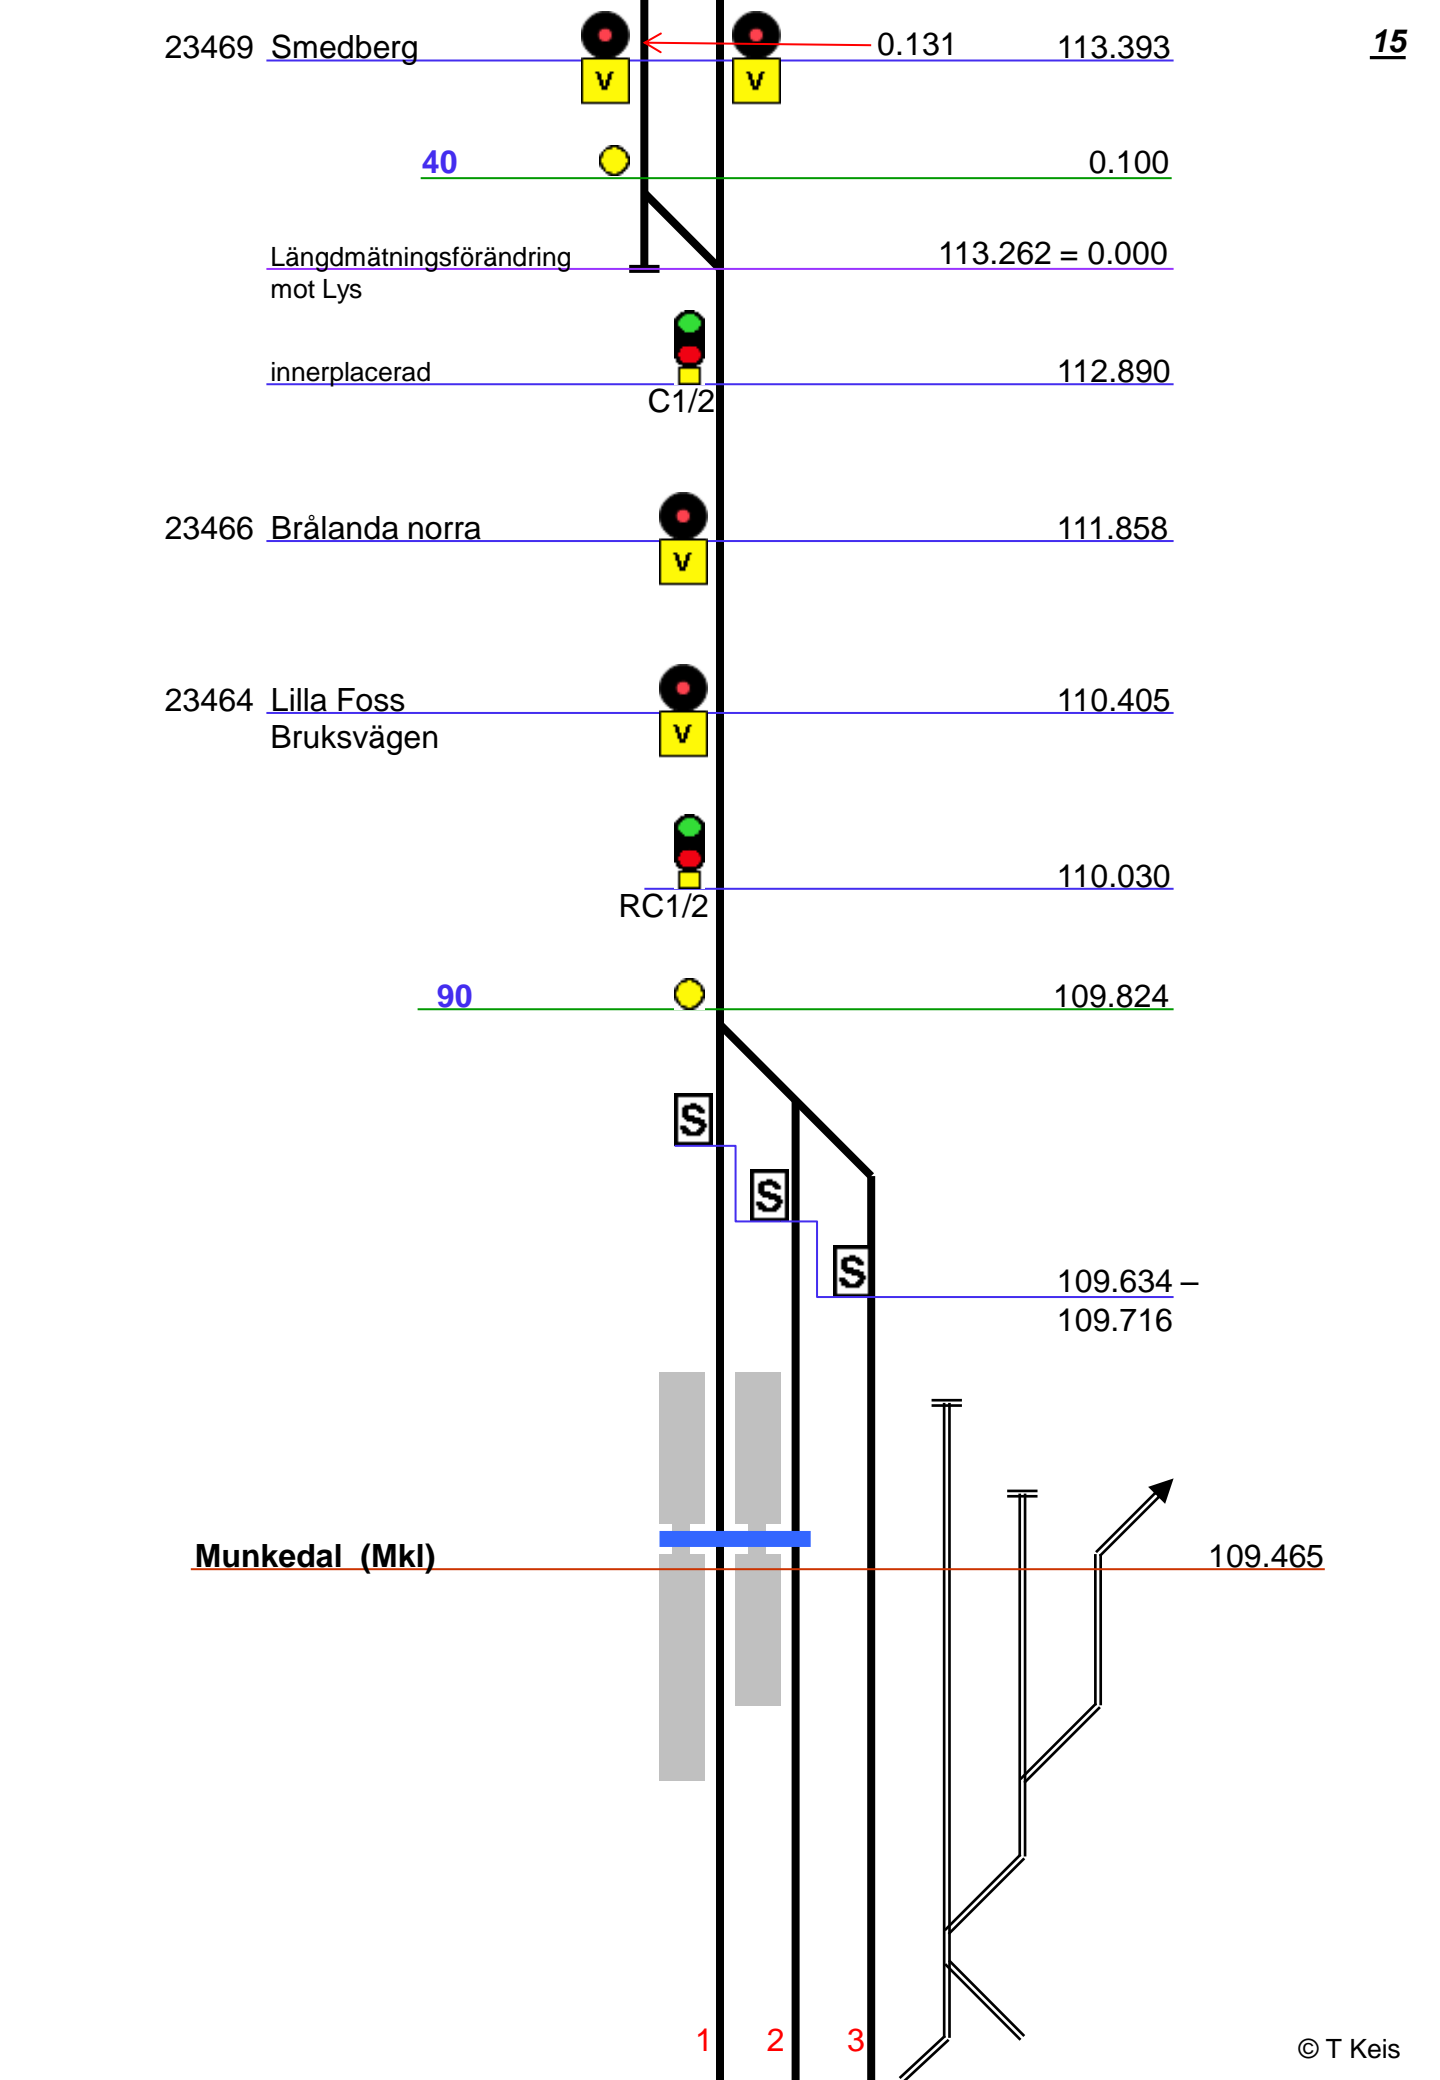 23469 Smedberg 0.131 113.393 15
V V
40 0.100
Längdmätningsförändring 113.262 = 0.000
mot Lys
innerplacerad 112.890
C1/2
23466 Brålanda norra 111.858
V
23464 Lilla Foss 110.405
Bruksvägen V
110.030
RC1/2
90 109.824
S
S
S 109.634 –
109.716
Munkedal (Mkl) 109.465
1 2 3
© T Keis